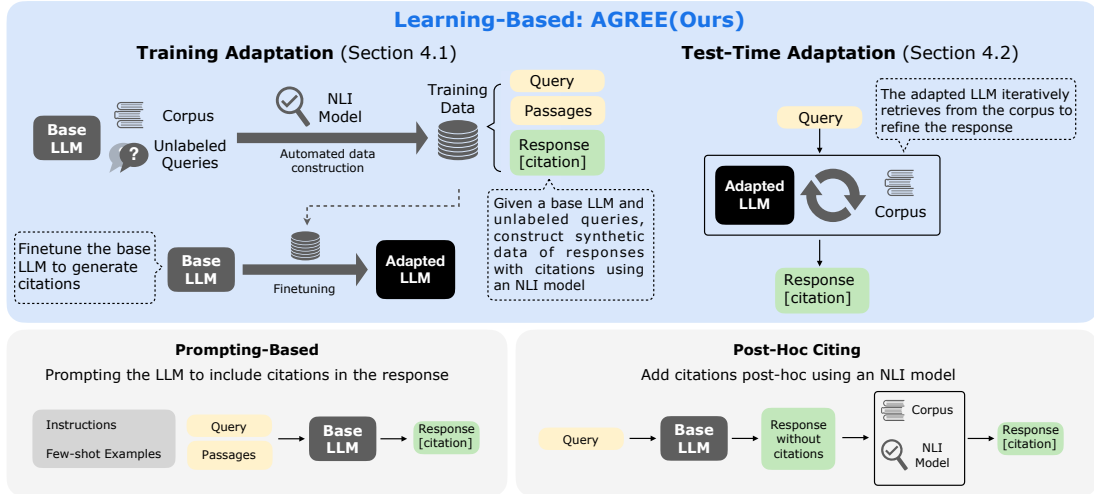 Learning-Based: AGREE(Ours)
Training Adaptation (Section 4.1)
Base
LLM
Corpus
Unlabeled
Queries
?
NLI
Model
Automated data
construction
Training
Data
Query
Passages
Response
[citation]
Given a base LLM and
unlabeled queries,
construct synthetic
data of responses
with citations using
an NLI model
Finetune the base
LLM to generate
citations
Base
LLM
Finetuning
Adapted
LLM
Test-Time Adaptation (Section 4.2)
The adapted LLM iteratively
retrieves from the corpus to
refine the response
Query
Adapted
LLM
Corpus
Response
[citation]
Prompting-Based
Prompting the LLM to include citations in the response
Instructions
Few-shot Examples
Query
Passages
Base
LLM
Response
[citation]
Post-Hoc Citing
Add citations post-hoc using an NLI model
Query
Base
LLM
Response
without
citations
Corpus
NLI
Model
Response
[citation]